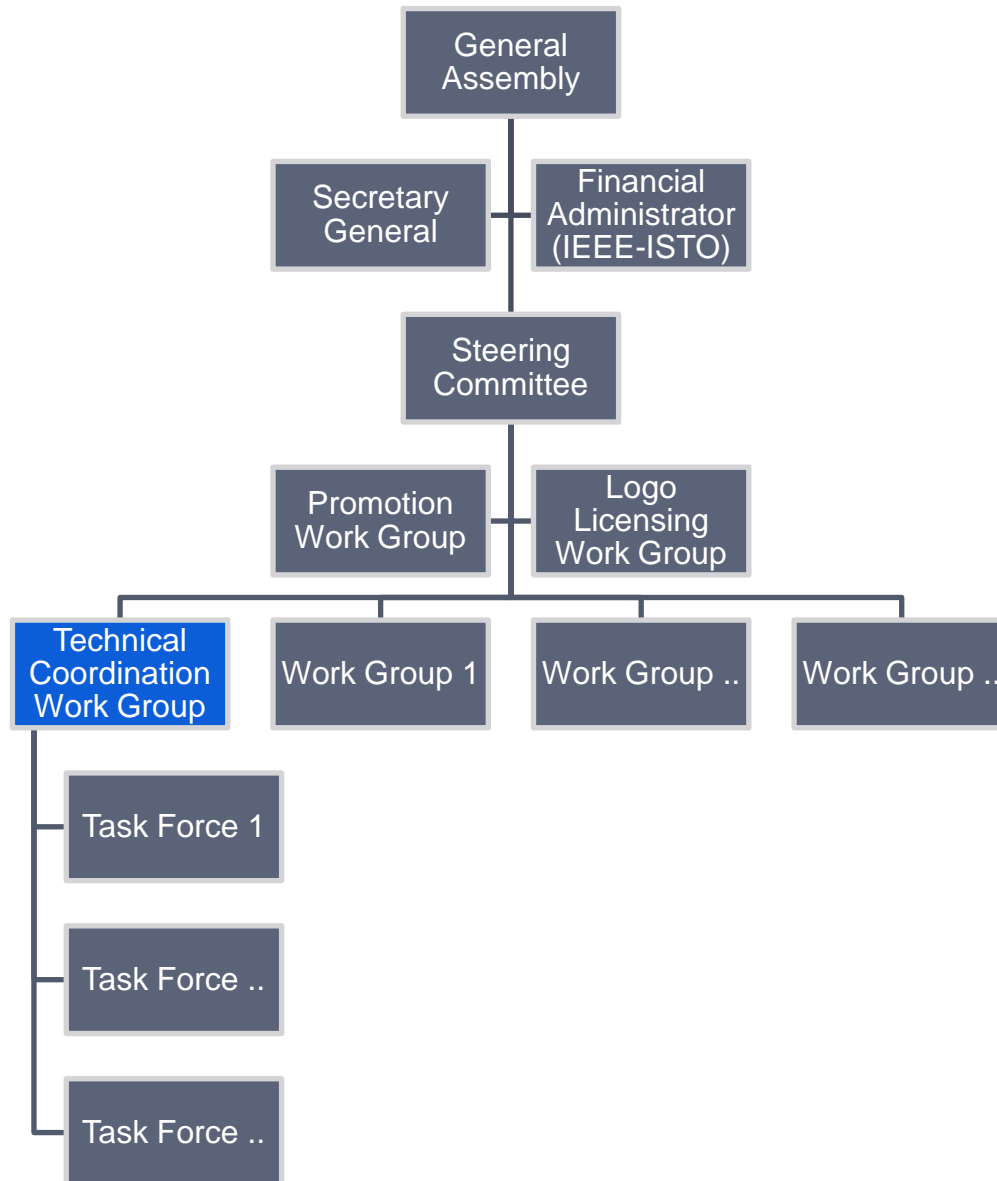 General
Assembly
Secretary
General
Financial
Administrator
(IEEE-ISTO)
Steering
Committee
Promotion
Work Group
Logo
Licensing
Work Group
Technical
Coordination
Work Group
Work Group 1
Work Group ..
Work Group ..
Task Force 1
Task Force ..
Task Force ..